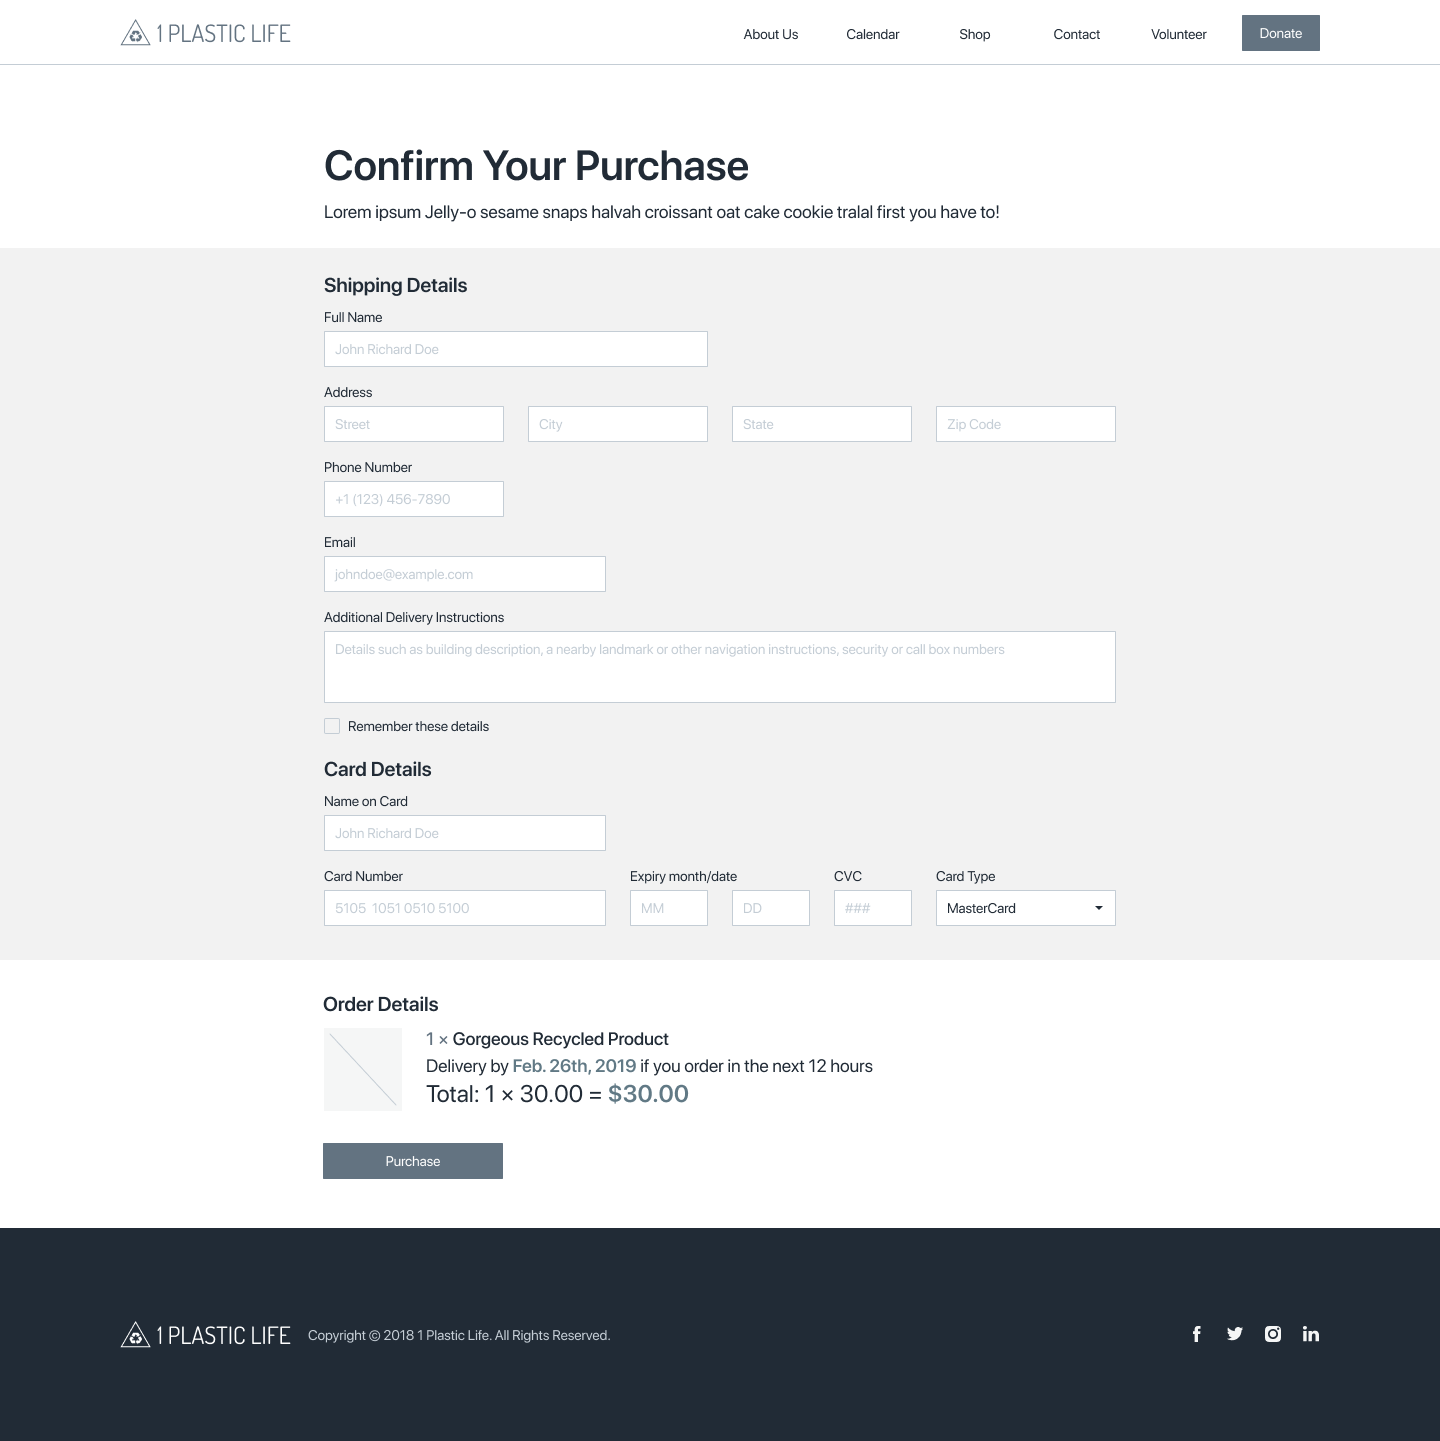 1 PLASTIC LIFE
About Us Calendar Shop Contact Volunteer Donate
Confirm Your Purchase
Lorem ipsum Jelly-o sesame snaps halvah croissant oat cake cookie tralal first you have to!
Shipping Details
Full Name
John Richard Doe
Address
Street City State Zip Code
Phone Number
+1 (123) 456-7890
Email
johndoe@example.com
Additional Delivery Instructions
Details such as building description, a nearby landmark or other navigation instructions, security or call box numbers
Remember these details
Card Details
Name on Card
John Richard Doe
Card Number Expiry month/date CVC Card Type
5105 1051 0510 5100 MM DD ### MasterCard
Order Details
1 × Gorgeous Recycled Product
Delivery by Feb. 26th, 2019 if you order in the next 12 hours
Total: 1 × 30.00 = $30.00
Purchase
1 PLASTIC LIFE Copyright © 2018 1 Plastic Life. All Rights Reserved.